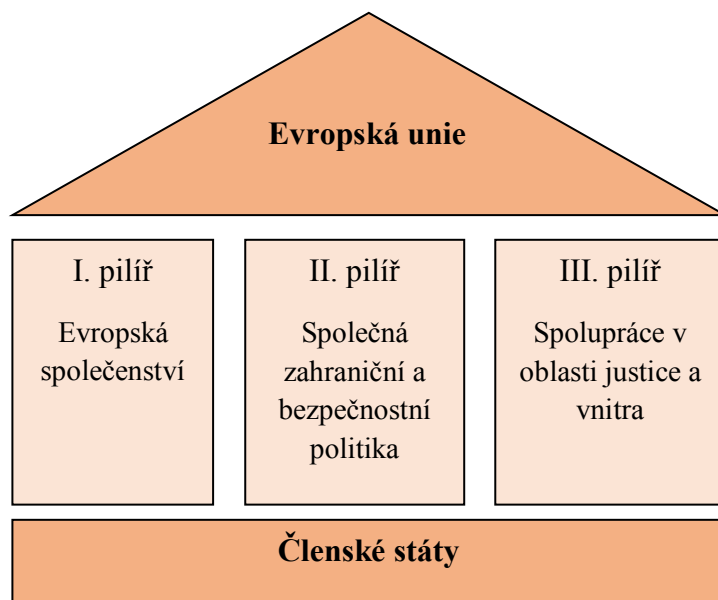 Evropská unie
I. pilíř
Evropská
společenství
II. pilíř
Společná
zahraniční a
bezpečnostní
politika
III. pilíř
Spolupráce v
oblasti justice a
vnitra
Členské státy